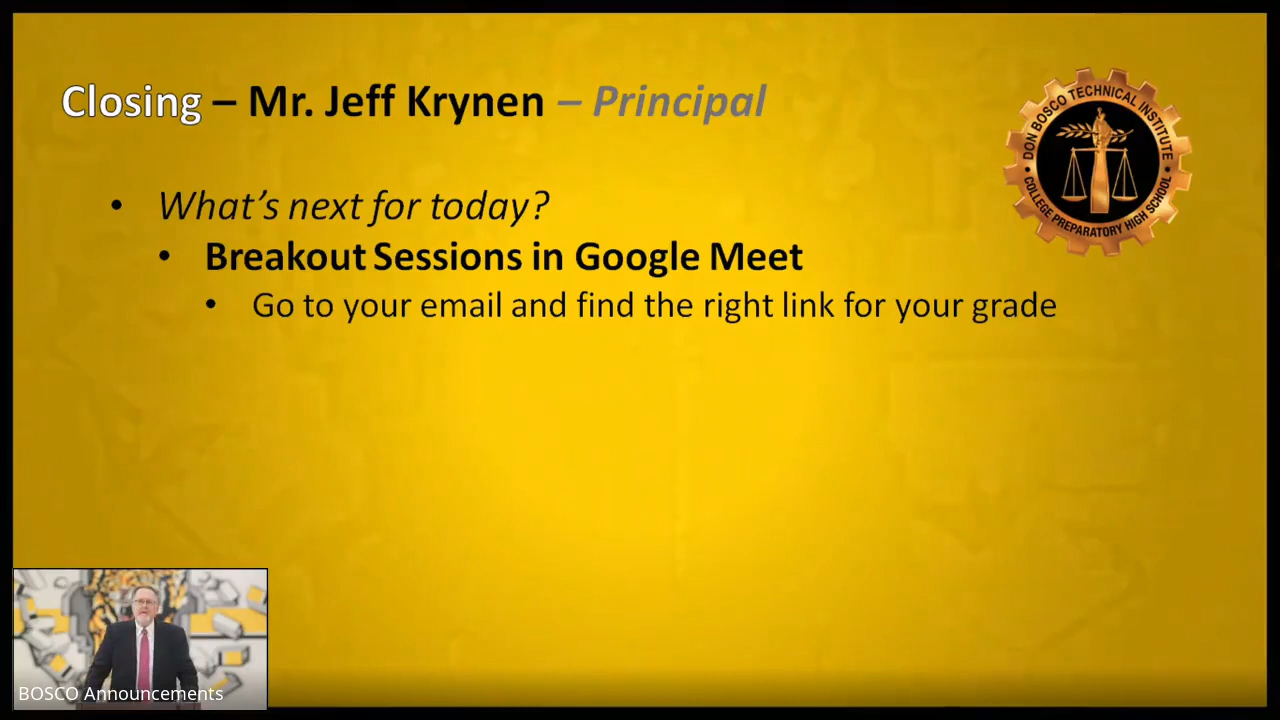 Closing – Mr. Jeff Krynen – Principal
DON BOSCO TECHNICAL INSTITUTE
COLLEGE PREPARATORY HIGH SCHOOL
• What’s next for today?
• Breakout Sessions in Google Meet
• Go to your email and find the right link for your grade
BOSCO Announcements